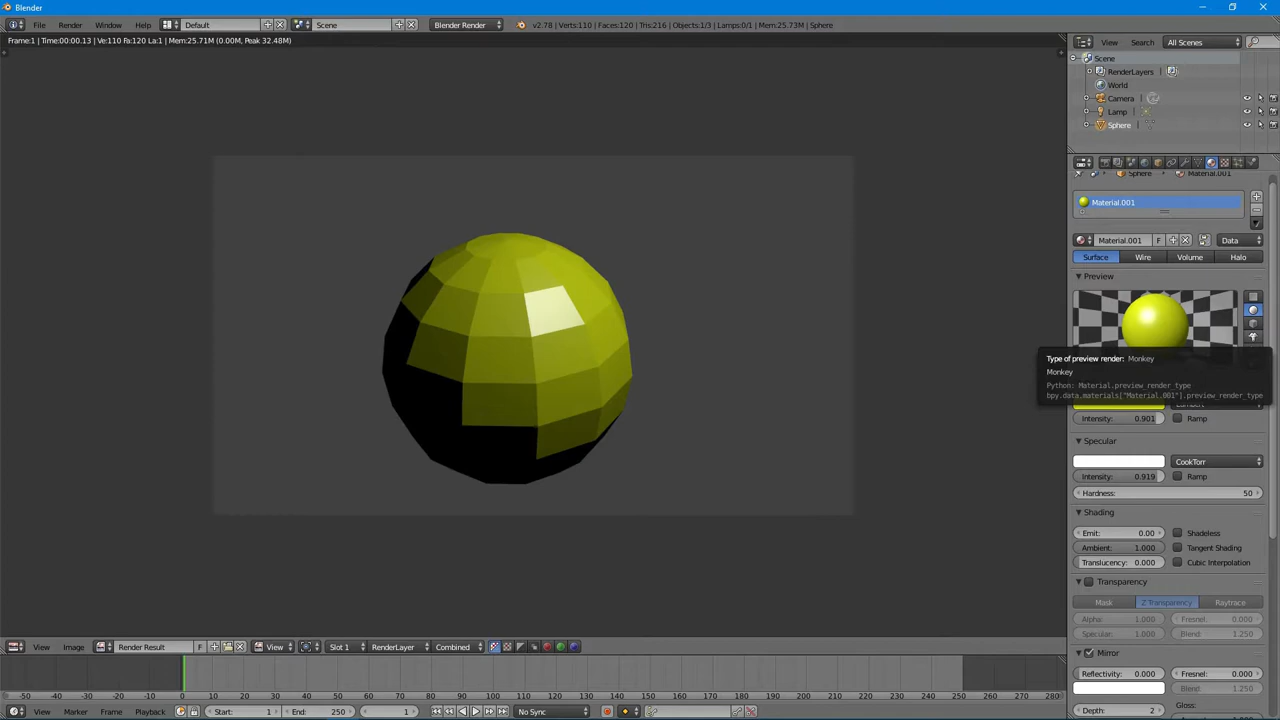 Blender
File Render Window Help Default Scene Blender Render v2.78 | Verts:110 | Faces:120 | Tris:216 | Objects:1/3 | Lamps:0/1 | Mem:25.73M | Sphere
Frame:1 | Time:00:00.13 | Ve:110 Fa:120 La:1 | Mem:25.71M (0.00M, Peak 32.48M)
View Search All Scenes
Scene
RenderLayers
World
Camera
Lamp
Sphere
Sphere Material.001
Material.001
Material.001 F Data
Surface Wire Volume Halo
Preview
Type of preview render: Monkey
Monkey
Python: Material.preview_render_type
bpy.data.materials["Material.001"].preview_render_type
Intensity: 0.901 Ramp
Specular
CookTorr
Intensity: 0.919 Ramp
Hardness: 50
Shading
Emit: 0.00 Shadeless
Ambient: 1.000 Tangent Shading
Translucency: 0.000 Cubic Interpolation
Transparency
Mask Z Transparency Raytrace
Alpha: 1.000 Fresnel: 0.000
Specular: 1.000 Blend: 1.250
Mirror
Reflectivity: 0.000 Fresnel: 0.000
Blend: 1.250
Depth: 2 Gloss:
View Image Render Result F View Slot 1 RenderLayer Combined
-50 -40 -30 -20 -10 0 10 20 30 40 50 60 70 80 90 100 110 120 130 140 150 160 170 180 190 200 210 220 230 240 250 260 270 280
View Marker Frame Playback Start: 1 End: 250 1 No Sync